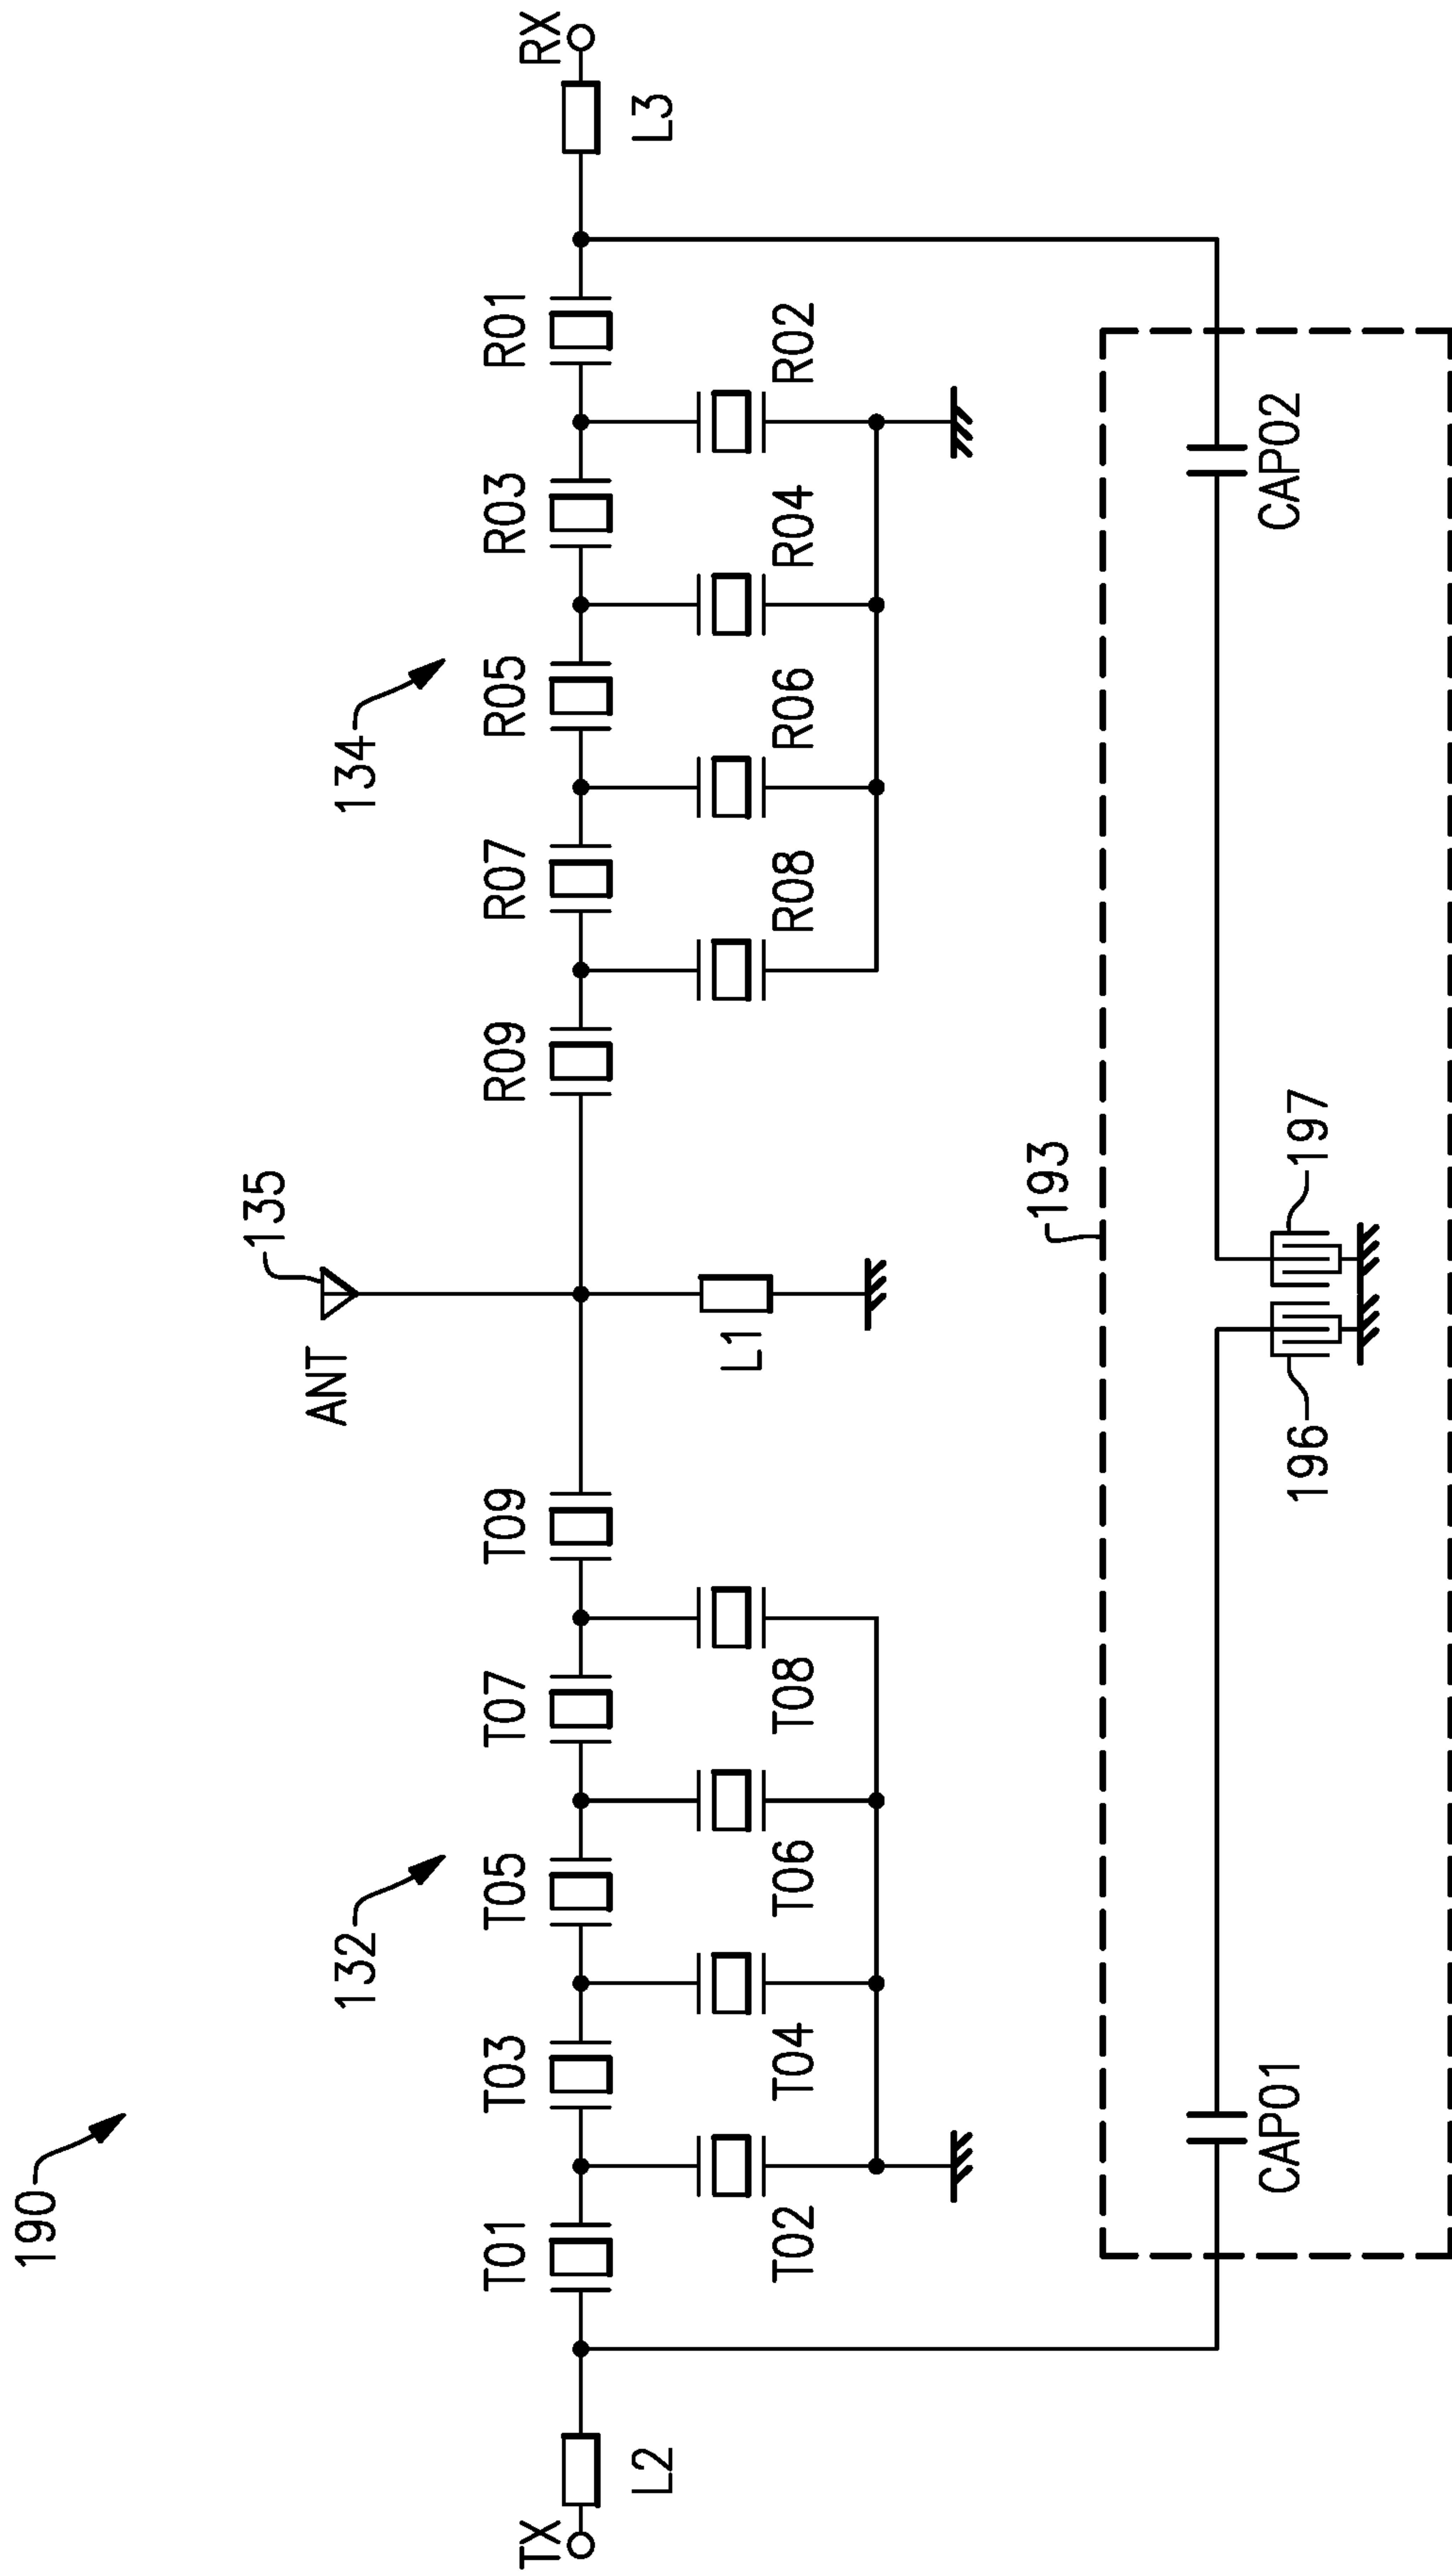 190
132
134
ANT
135
TX
L2
T01
T03
T05
T07
T09
R09
R07
R05
R03
R01
L3
RX
T02
T04
T06
T08
L1
R08
R06
R04
R02
193
CAP01
196
197
CAP02